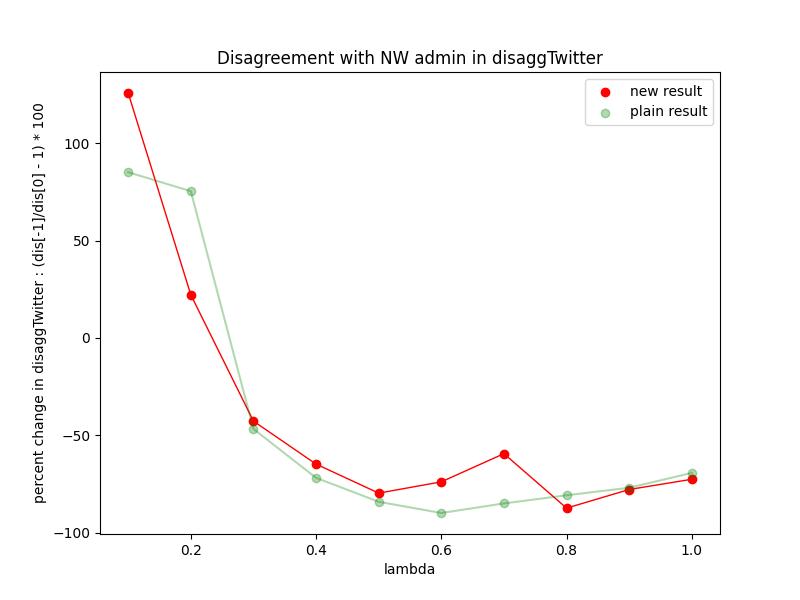 Disagreement with NW admin in disaggTwitter
new result
plain result
percent change in disaggTwitter : (dis[-1]/dis[0] - 1) * 100
100
50
0
−50
−100
0.2 0.4 0.6 0.8 1.0
lambda